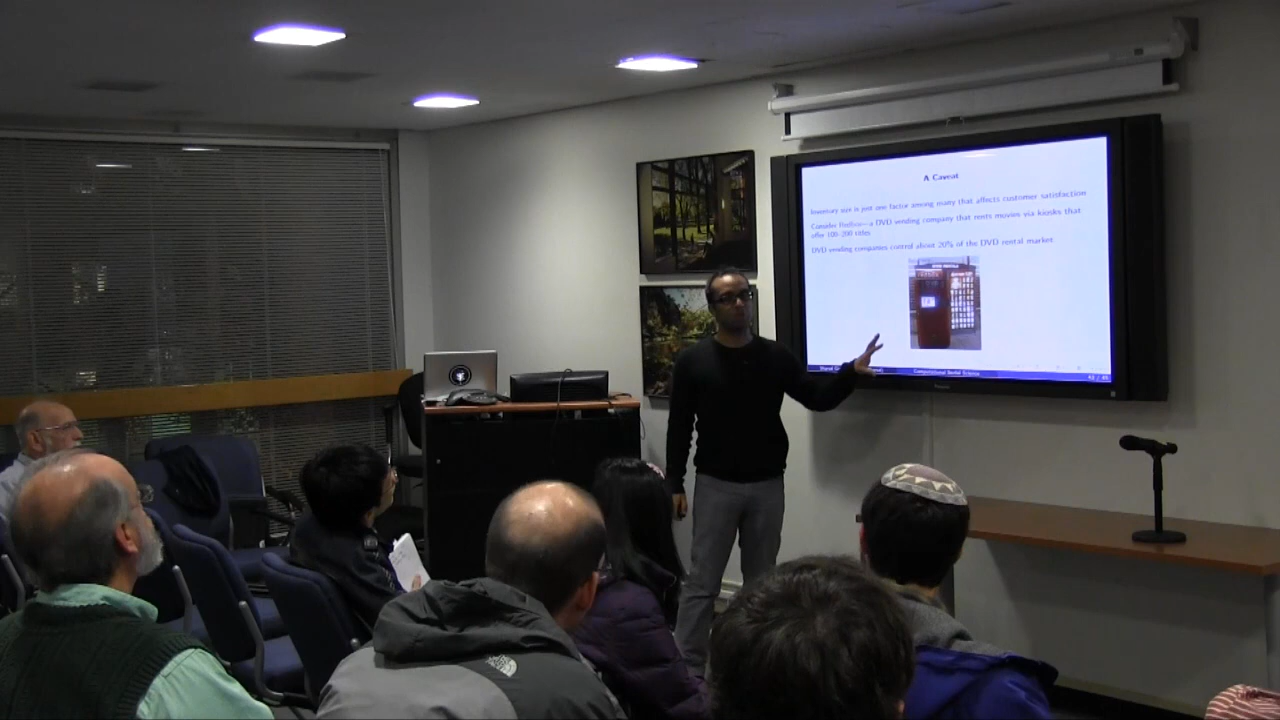 A Caveat
Inventory size is just one factor among many that affects customer satisfaction
Consider Redbox—a DVD vending company that rents movies via kiosks that
offer 100–200 titles
DVD vending companies control about 20% of the DVD rental market
Computational Social Science